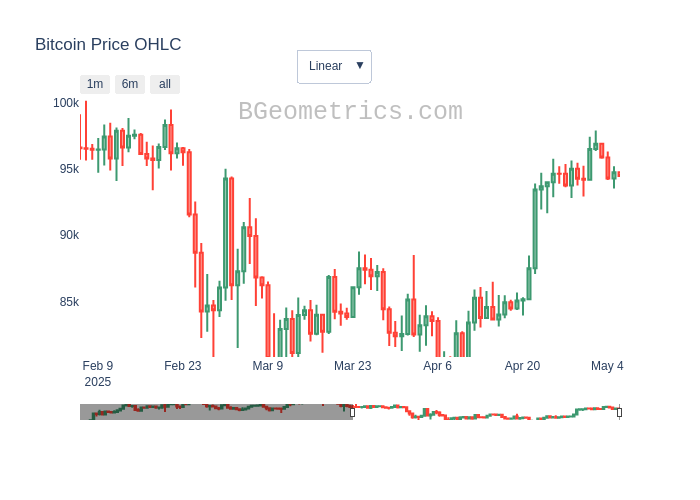 Bitcoin Price OHLC
Linear ▼
1m 6m all
BGeometrics.com
100k
95k
90k
85k
Feb 9 Feb 23 Mar 9 Mar 23 Apr 6 Apr 20 May 4
2025